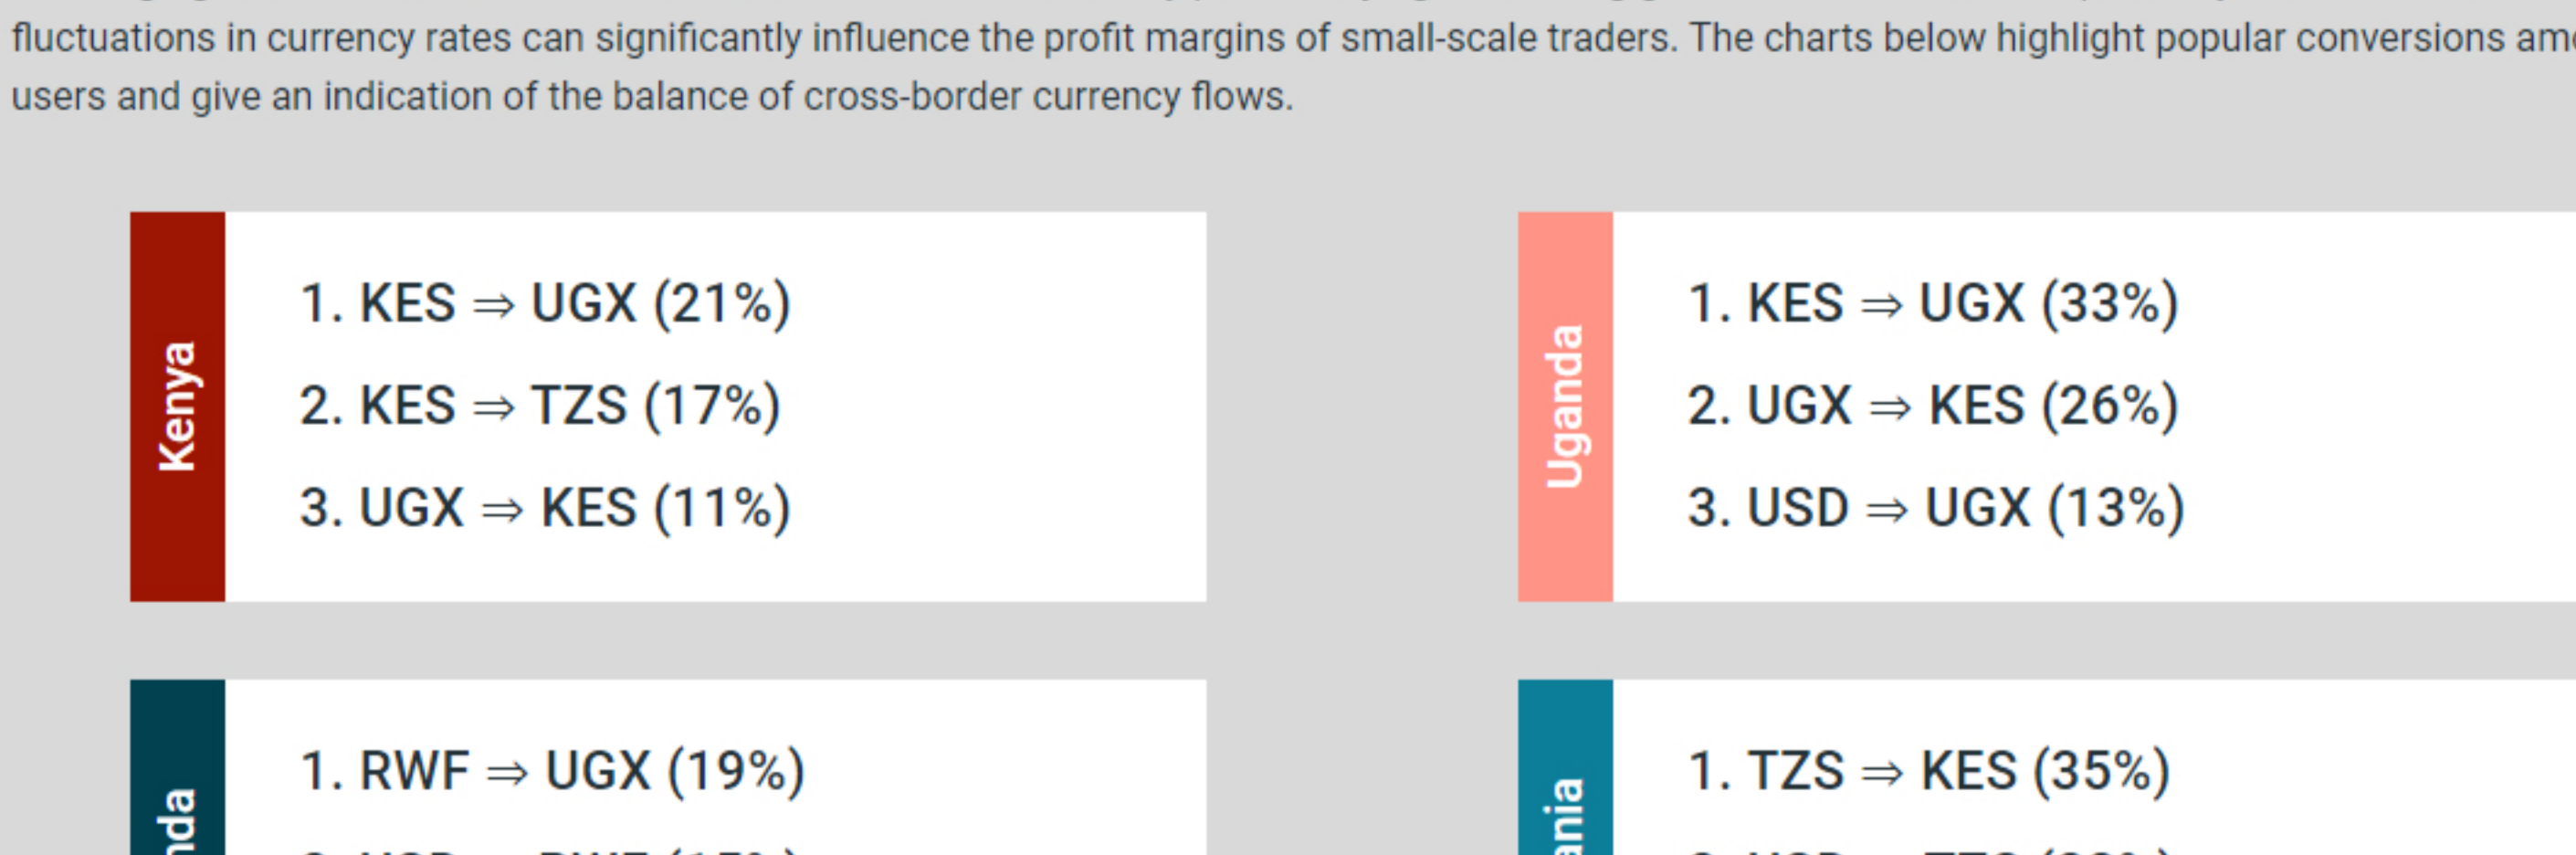 fluctuations in currency rates can significantly influence the profit margins of small-scale traders. The charts below highlight popular conversions
users and give an indication of the balance of cross-border currency flows.
Kenya
1. KES ⇒ UGX (21%)
2. KES ⇒ TZS (17%)
3. UGX ⇒ KES (11%)
Uganda
1. KES ⇒ UGX (33%)
2. UGX ⇒ KES (26%)
3. USD ⇒ UGX (13%)
nda
1. RWF ⇒ UGX (19%)
ania
1. TZS ⇒ KES (35%)